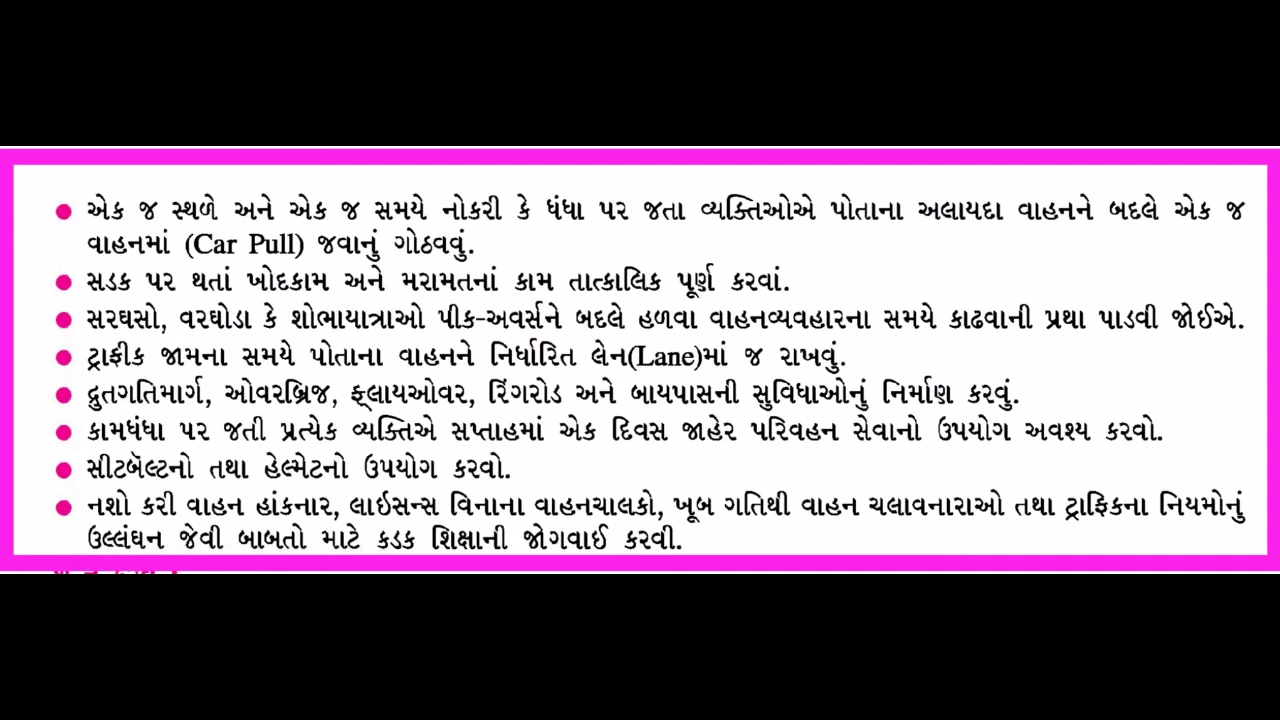 • એક જ સ્થળે અને એક જ સમયે નોકરી કે ધંધા પર જતા વ્યક્તિઓએ પોતાના અલાયદા વાહનને બદલે એક જ
વાહનમાં (Car Pull) જવાનું ગોઠવવું.
• સડક પર થતાં ખોદકામ અને મરામતનાં કામ તાત્કાલિક પૂર્ણ કરવાં.
• સરઘસો, વરઘોડા કે શોભાયાત્રાઓ પીક-અવર્સને બદલે હળવા વાહનવ્યવહારના સમયે કાઢવાની પ્રથા પાડવી જોઈએ.
• ટ્રાફીક જામના સમયે પોતાના વાહનને નિર્ધારિત લેન(Lane)માં જ રાખવું.
• દ્રુતગતિમાર્ગ, ઓવરબ્રિજ, ફ્લાયઓવર, રિંગરોડ અને બાયપાસની સુવિધાઓનું નિર્માણ કરવું.
• કામધંધા પર જતી પ્રત્યેક વ્યક્તિએ સપ્તાહમાં એક દિવસ જાહેર પરિવહન સેવાનો ઉપયોગ અવશ્ય કરવો.
• સીટબૅલ્ટનો તથા હેલ્મેટનો ઉપયોગ કરવો.
• નશો કરી વાહન હાંકનાર, લાઇસન્સ વિનાના વાહનચાલકો, ખૂબ ગતિથી વાહન ચલાવનારાઓ તથા ટ્રાફિકના નિયમોનું
ઉલ્લંઘન જેવી બાબતો માટે કડક શિક્ષાની જોગવાઈ કરવી.